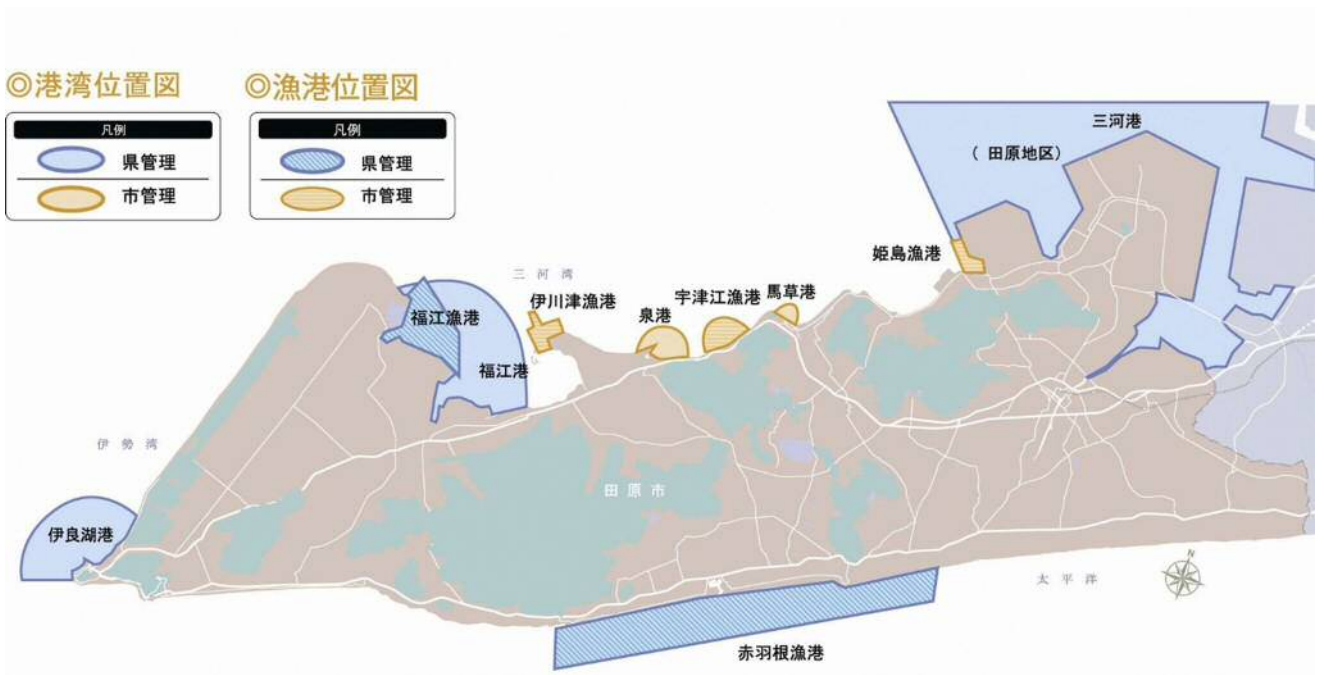 ◎港湾位置図
凡例
県管理
市管理
◎漁港位置図
凡例
県管理
市管理
三河港
（田原地区）
姫島漁港
三河湾
伊川津漁港
宇津江漁港
馬草港
泉港
福江漁港
福江港
伊勢湾
田原市
伊良湖港
N
太平洋
赤羽根漁港